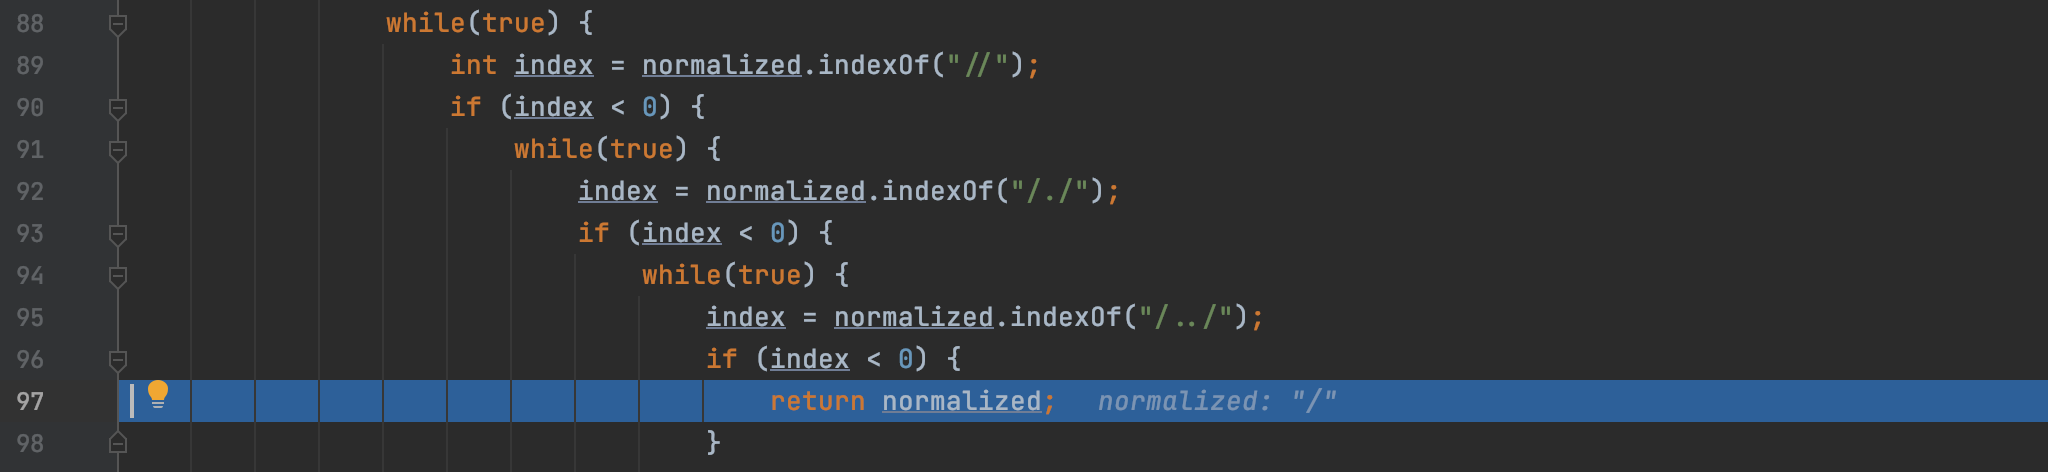 88 while(true) {
89 int index = normalized.indexOf("//");
90 if (index < 0) {
91 while(true) {
92 index = normalized.indexOf("/./");
93 if (index < 0) {
94 while(true) {
95 index = normalized.indexOf("/../");
96 if (index < 0) {
97 return normalized; normalized: "/"
98 }